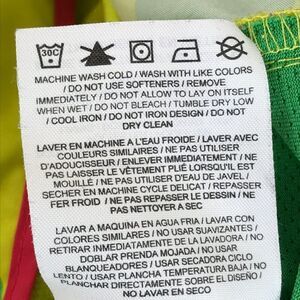 30C
MACHINE WASH COLD / WASH WITH LIKE COLORS
/ DO NOT USE SOFTENERS / REMOVE
IMMEDIATELY / DO NOT ALLOW TO LAY ON ITSELF
WHEN WET / DO NOT BLEACH / TUMBLE DRY LOW
/ COOL IRON / DO NOT IRON DESIGN / DO NOT
DRY CLEAN
LAVER EN MACHINE A L'EAU FROIDE / LAVER AVEC
COULEURS SIMILAIRES / NE PAS UTILISER
D'ADOUCISSEUR / ENLEVER IMMEDIATEMENT / NE
PAS LAISSER LE VÊTEMENT PLIÉ LORSQU'IL EST
MOUILLÉ / NE PAS UTILISER D'EAU DE JAVEL /
SECHER EN MACHINE CYCLE DELICAT / REPASSER
FER FROID / NE PAS REPASSER LE DESSIN / NE
PAS NETTOYER A SEC
LAVAR A MAQUINA EN AGUA FRIA / LAVAR CON
COLORES SIMILARES / NO USAR SUAVIZANTES /
RETIRAR INMEDIATAMENTE DE LA LAVADORA / NO
DOBLAR PRENDA MOJADA / NO USAR
BLANQUEADORES / USAR SECADORA CICLO
LENTO / USAR PLANCHA TEMPERATURA BAJA / NO
PLANCHAR DIRECTAMENTE SOBRE EL DISEÑO /
NO LAVAR EN SECO